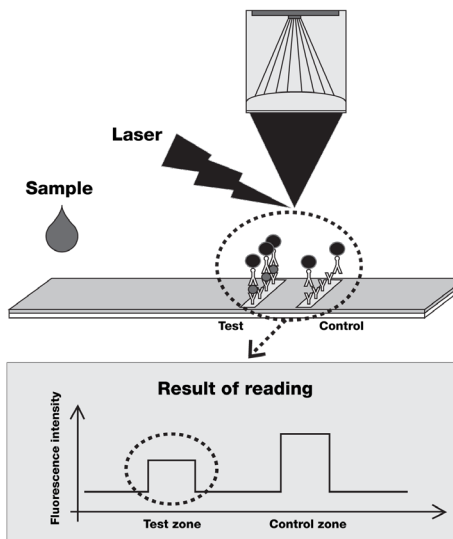 Laser
Sample
Test
Control
Result of reading
Fluorescence intensity
Test zone
Control zone